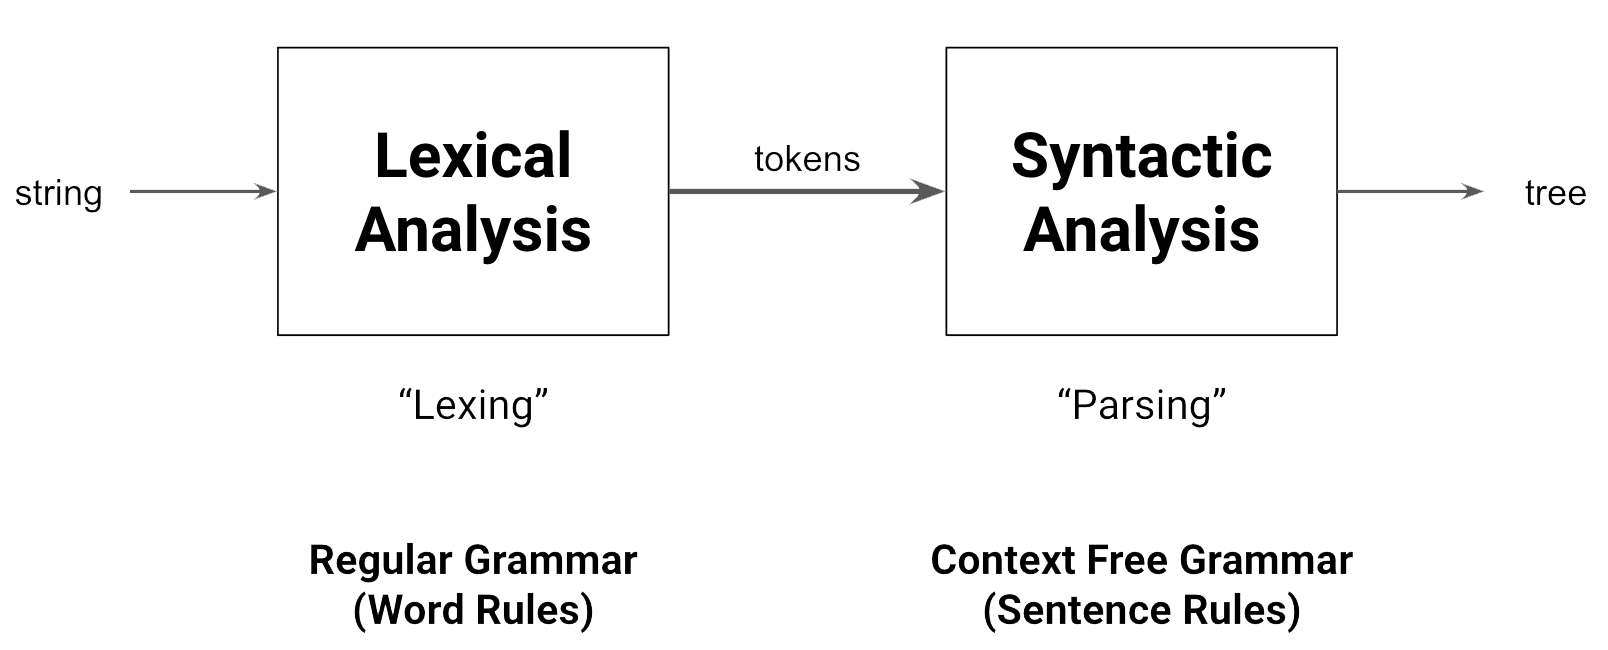 string
Lexical
Analysis
tokens
Syntactic
Analysis
tree
“Lexing”
“Parsing”
Regular Grammar
(Word Rules)
Context Free Grammar
(Sentence Rules)